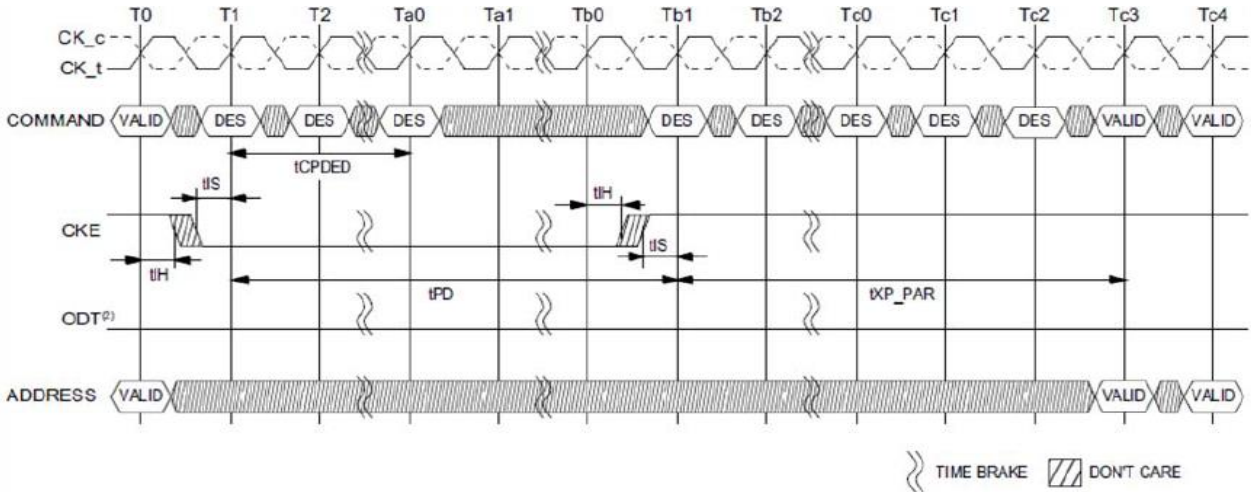 T0 T1 T2 Ta0 Ta1 Tb0 Tb1 Tb2 Tc0 Tc1 Tc2 Tc3 Tc4
CK_c
CK_t
COMMAND VALID DES DES DES DES DES DES DES DES VALID VALID
tCPDED
tIS tIH
CKE
tIS
tIH
tPD tXP_PAR
ODT(2)
ADDRESS VALID VALID VALID
TIME BRAKE DON'T CARE